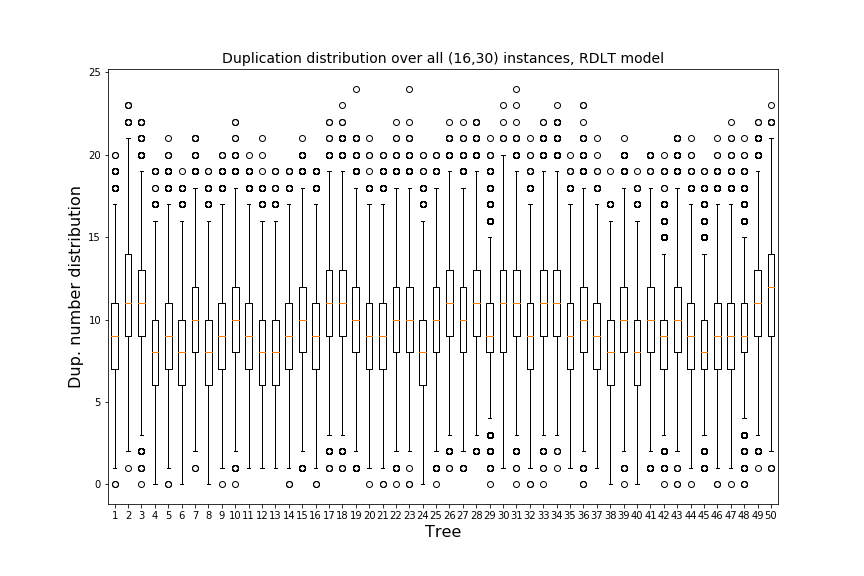 Duplication distribution over all (16,30) instances, RDLT model
25
20
15
10
5
0
Dup. number distribution
1 2 3 4 5 6 7 8 9 10 11 12 13 14 15 16 17 18 19 20 21 22 23 24 25 26 27 28 29 30 31 32 33 34 35 36 37 38 39 40 41 42 43 44 45 46 47 48 49 50
Tree